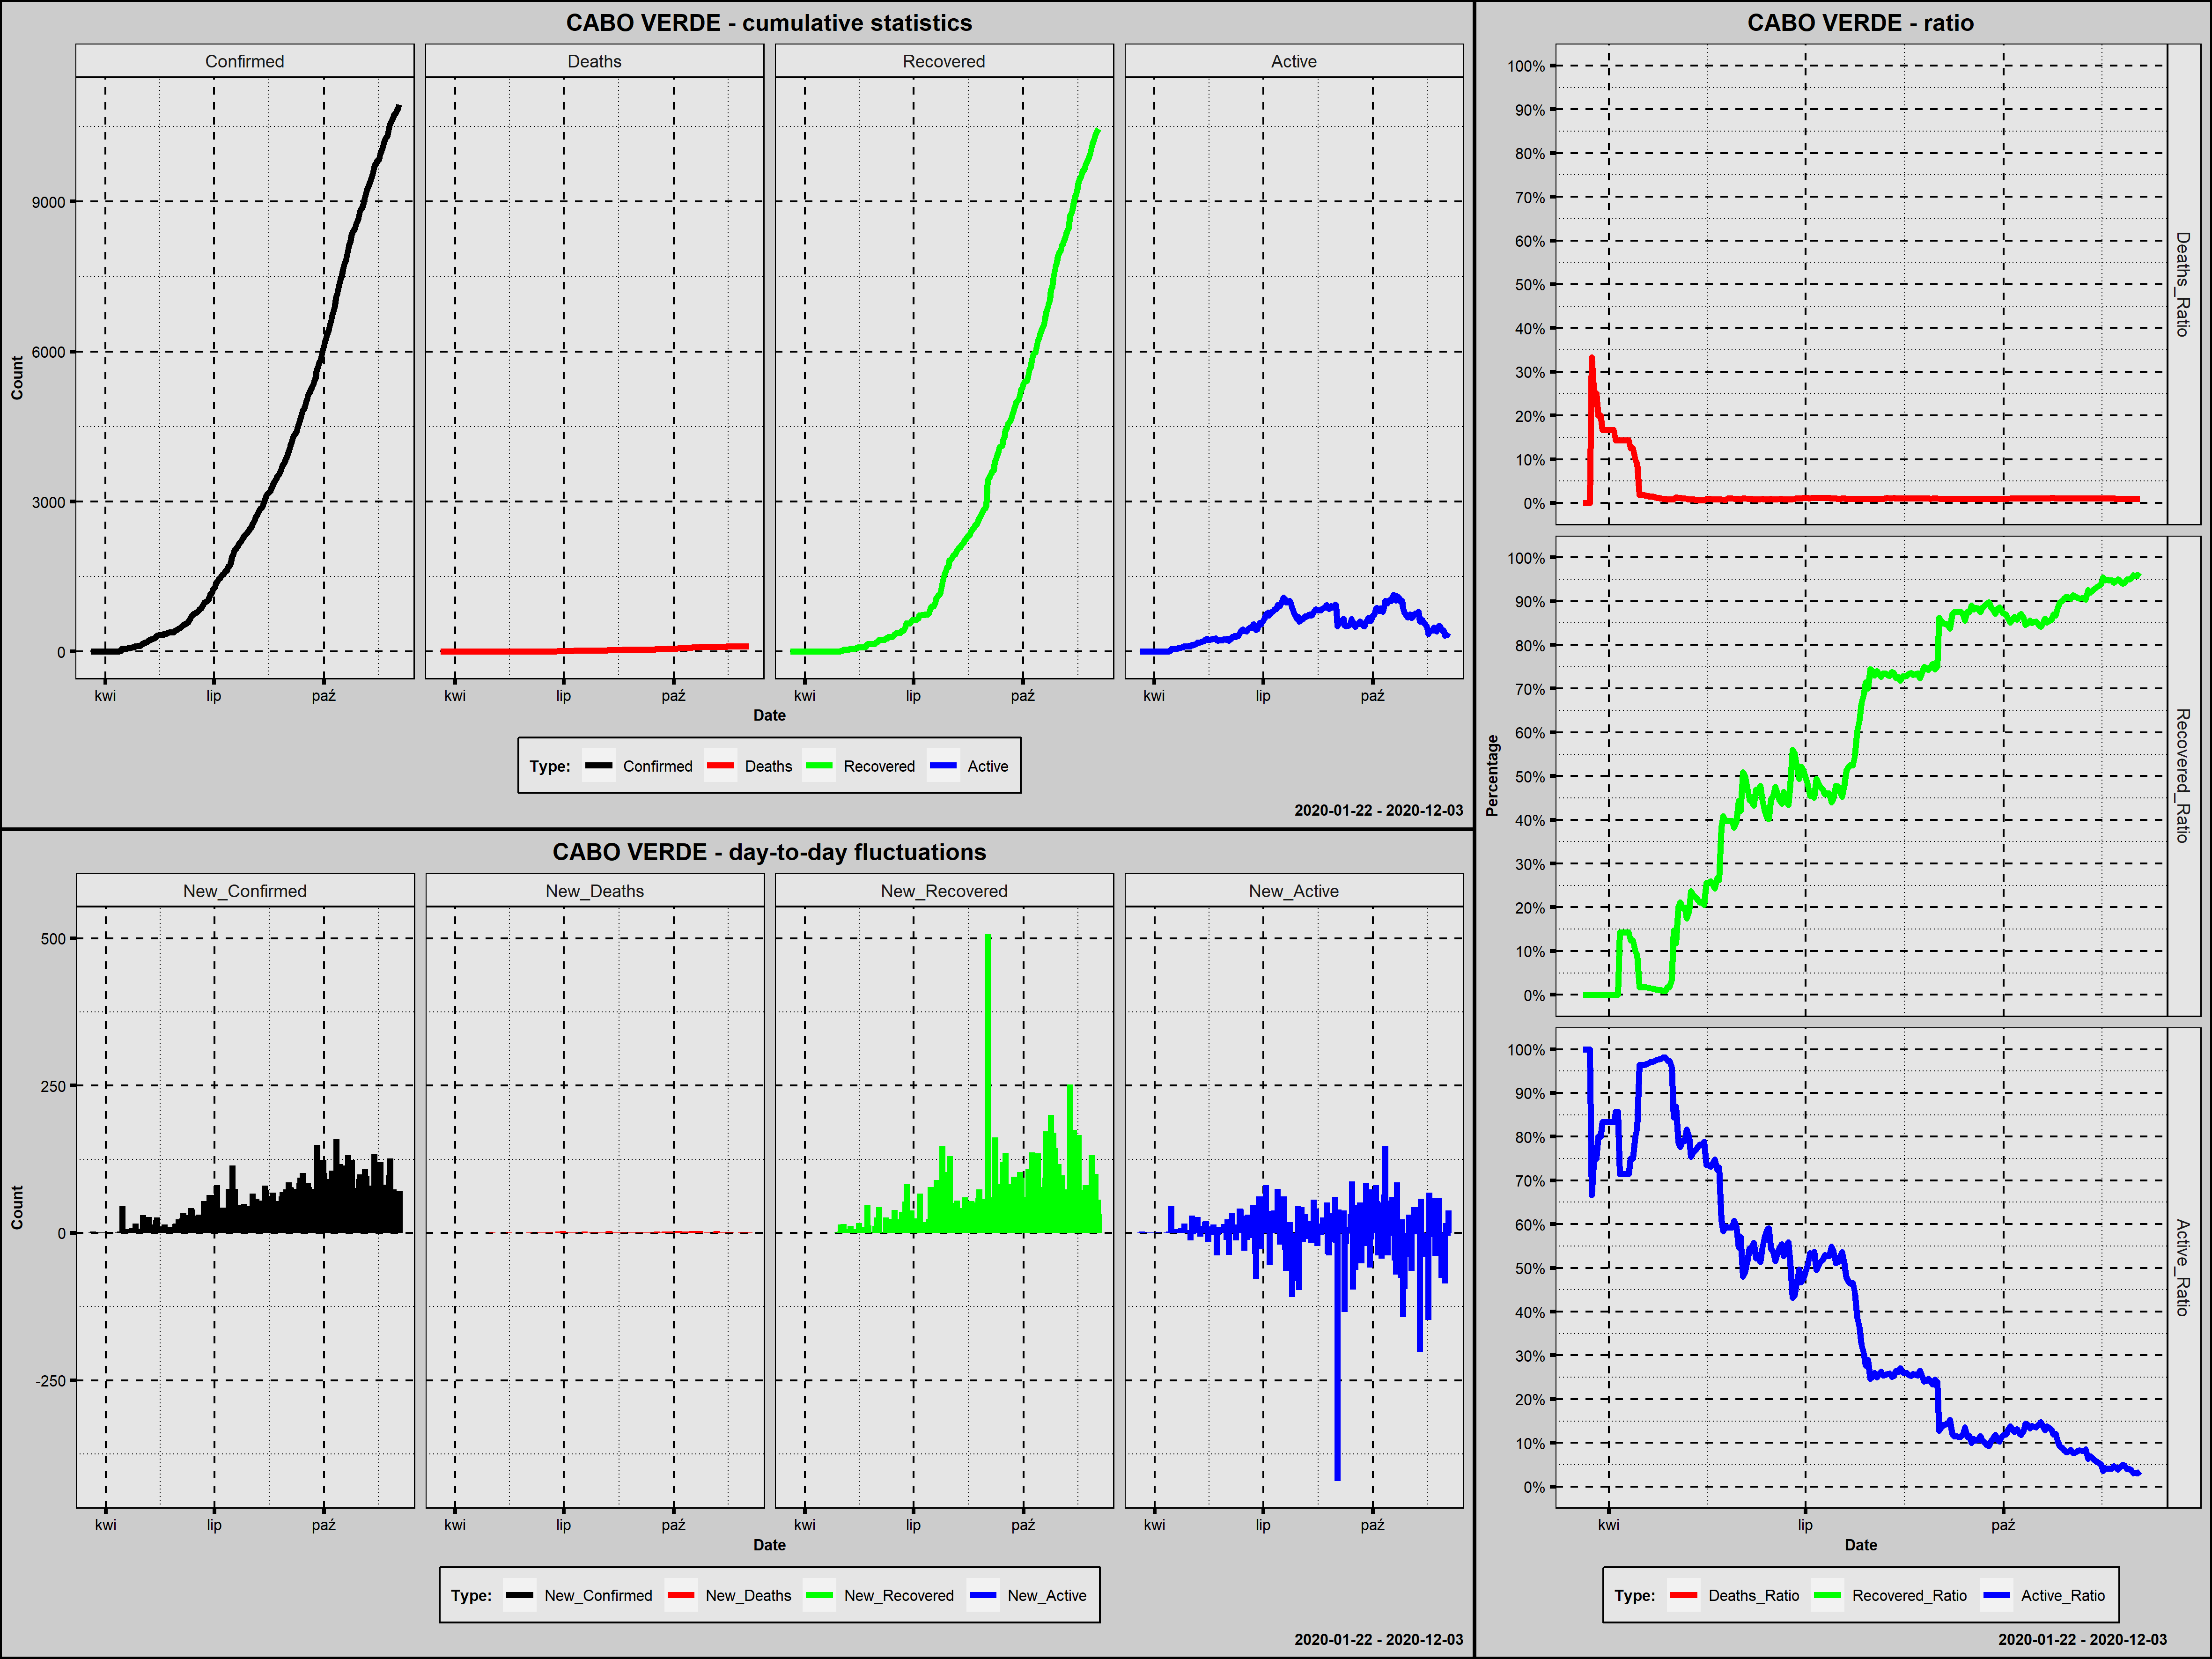 CABO VERDE - cumulative statistics
Confirmed Deaths Recovered Active
Count
9000
6000
3000
0
kwi lip paź kwi lip paź kwi lip paź kwi lip paź
Date
Type: Confirmed Deaths Recovered Active
2020-01-22 - 2020-12-03
CABO VERDE - day-to-day fluctuations
New_Confirmed New_Deaths New_Recovered New_Active
Count
500
250
0
-250
kwi lip paź kwi lip paź kwi lip paź kwi lip paź
Date
Type: New_Confirmed New_Deaths New_Recovered New_Active
2020-01-22 - 2020-12-03
CABO VERDE - ratio
Percentage
100%
90%
80%
70%
60%
50%
40%
30%
20%
10%
0%
Deaths_Ratio
100%
90%
80%
70%
60%
50%
40%
30%
20%
10%
0%
Recovered_Ratio
100%
90%
80%
70%
60%
50%
40%
30%
20%
10%
0%
Active_Ratio
kwi lip paź
Date
Type: Deaths_Ratio Recovered_Ratio Active_Ratio
2020-01-22 - 2020-12-03